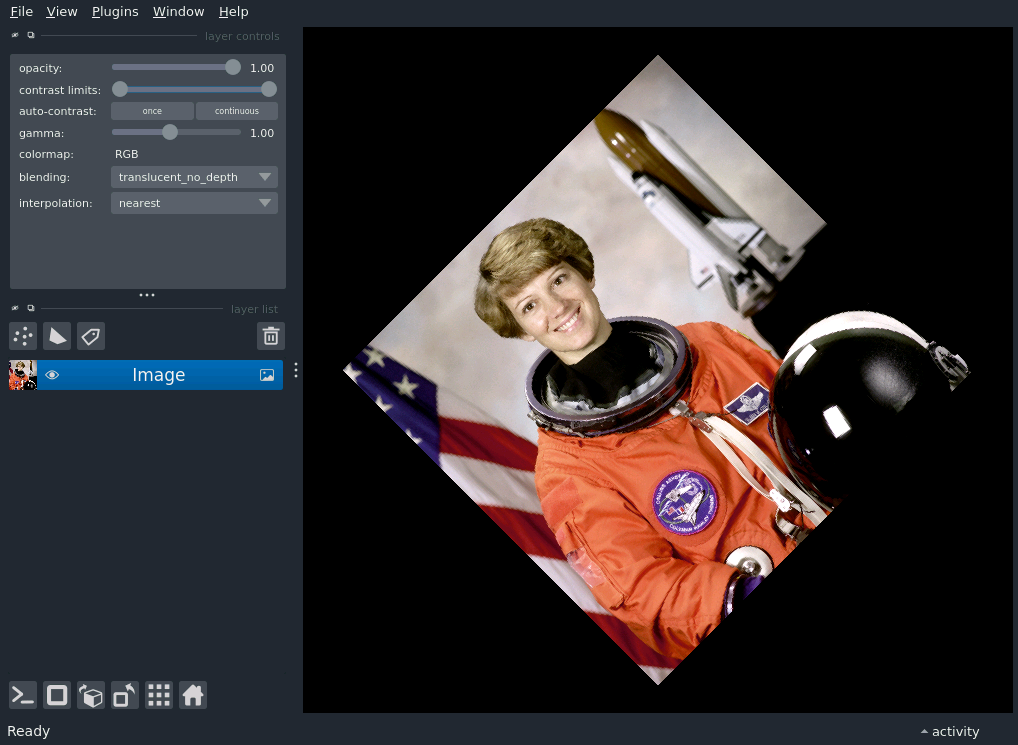 File View Plugins Window Help
layer controls
opacity: 1.00
contrast limits:
auto-contrast: once continuous
gamma: 1.00
colormap: RGB
blending: translucent_no_depth
interpolation: nearest
layer list
Image
Ready
activity